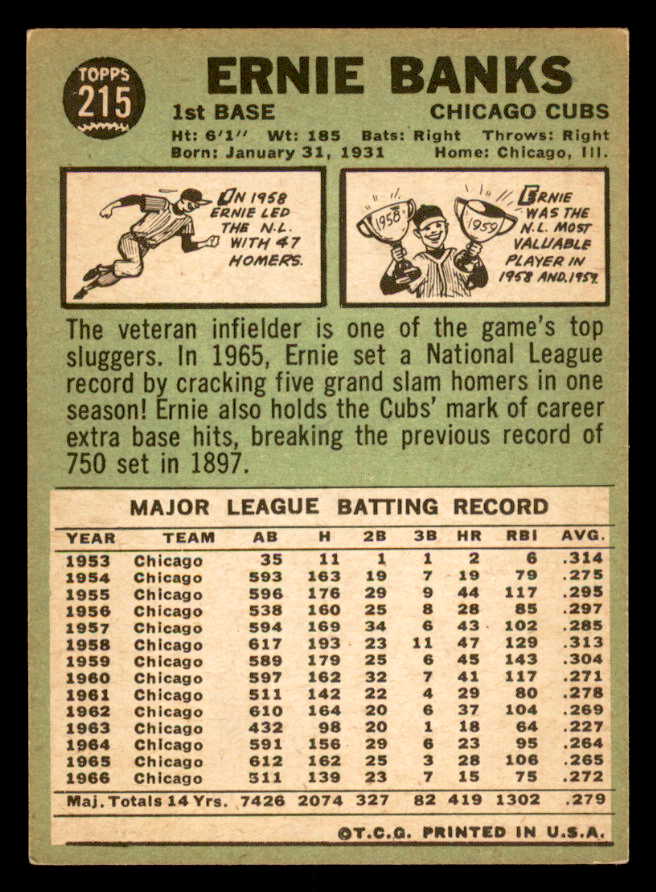 TOPPS
215
ERNIE BANKS
1st BASE CHICAGO CUBS
Ht: 6'1" Wt: 185 Bats: Right Throws: Right
Born: January 31, 1931 Home: Chicago, Ill.
IN 1958
ERNIE LED
THE N.L.
WITH 47
HOMERS.
1958
1959
ERNIE
WAS THE
N.L. MOST
VALUABLE
PLAYER IN
1958 AND 1959.
The veteran infielder is one of the game's top
sluggers. In 1965, Ernie set a National League
record by cracking five grand slam homers in one
season! Ernie also holds the Cubs' mark of career
extra base hits, breaking the previous record of
750 set in 1897.
MAJOR LEAGUE BATTING RECORD
YEAR TEAM AB H 2B 3B HR RBI AVG.
1953 Chicago 35 11 1 1 2 6 .314
1954 Chicago 593 163 19 7 19 79 .275
1955 Chicago 596 176 29 9 44 117 .295
1956 Chicago 538 160 25 8 28 85 .297
1957 Chicago 594 169 34 6 43 102 .285
1958 Chicago 617 193 23 11 47 129 .313
1959 Chicago 589 179 25 6 45 143 .304
1960 Chicago 597 162 32 7 41 117 .271
1961 Chicago 511 142 22 4 29 80 .278
1962 Chicago 610 164 20 6 37 104 .269
1963 Chicago 432 98 20 1 18 64 .227
1964 Chicago 591 156 29 6 23 95 .264
1965 Chicago 612 162 25 3 28 106 .265
1966 Chicago 511 139 23 7 15 75 .272
Maj. Totals 14 Yrs. 7426 2074 327 82 419 1302 .279
©T.C.G. PRINTED IN U.S.A.